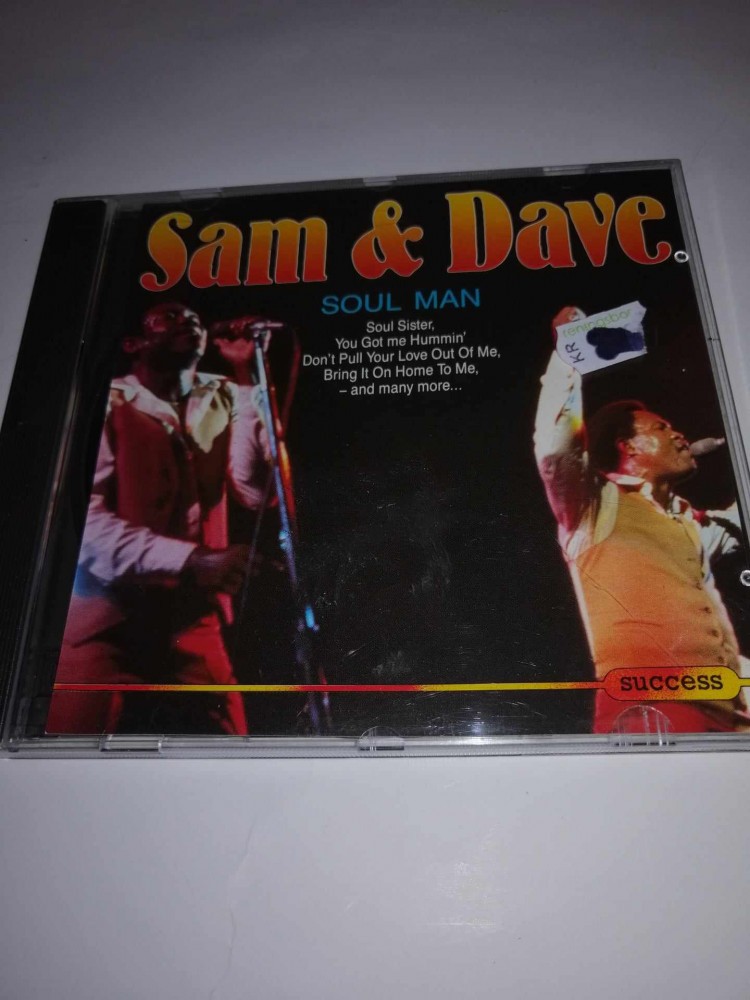 Sam & Dave
SOUL MAN
Soul Sister,
You Got me Hummin'
Don't Pull Your Love Out Of Me,
Bring It On Home To Me,
– and many more...
KR
success